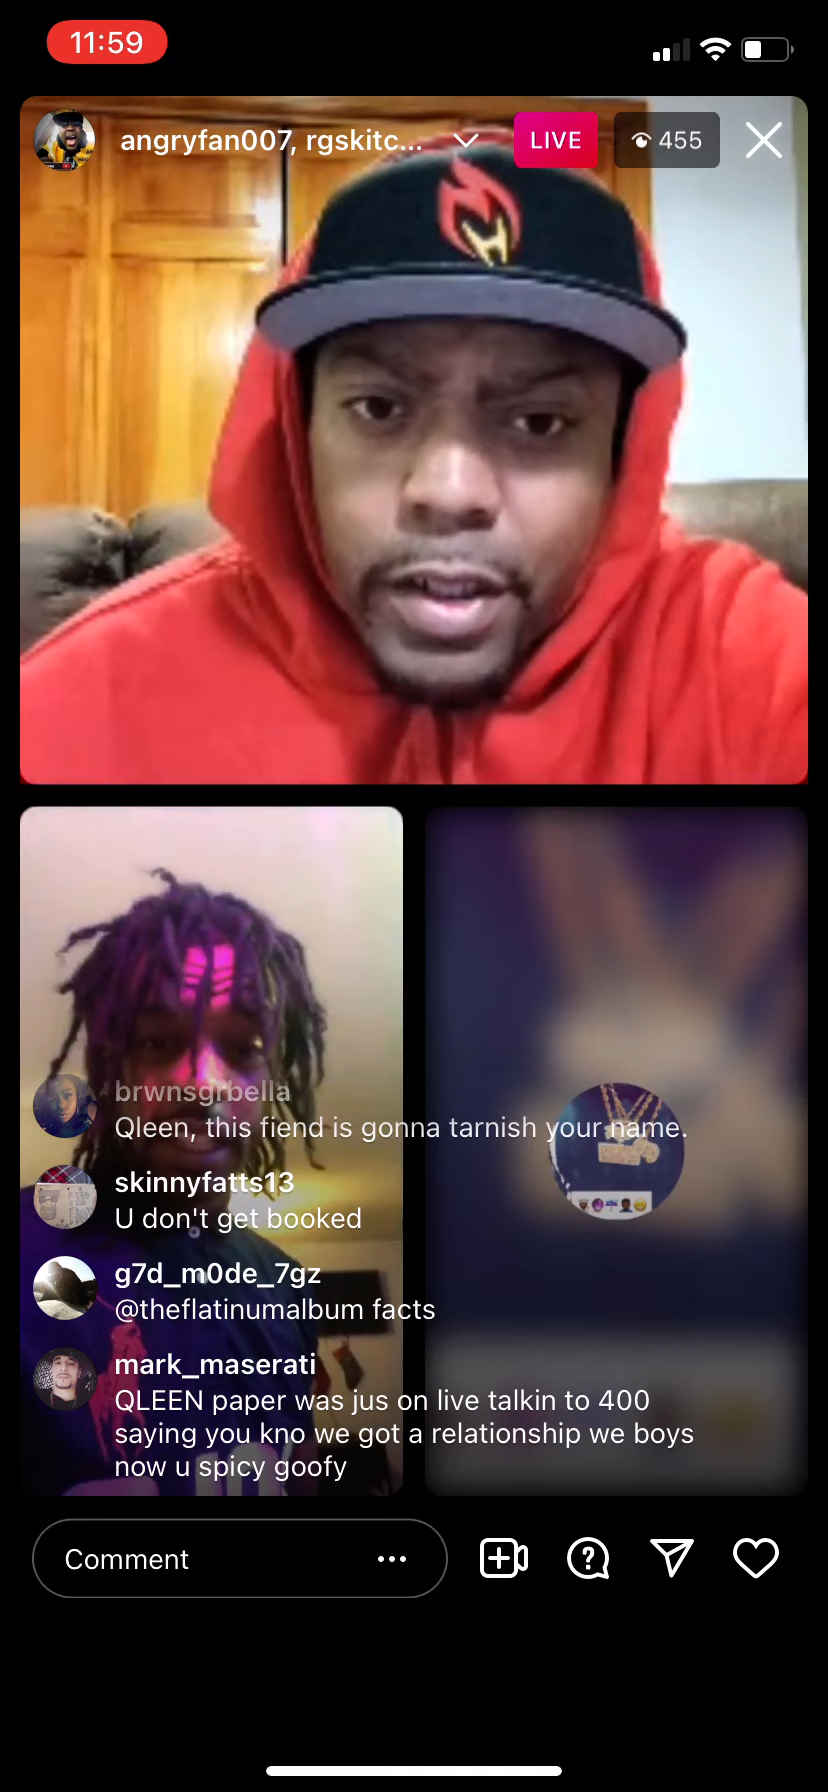 11:59
angryfan007, rgskitc...
LIVE
455
brwnsgrbella
Qleen, this fiend is gonna tarnish your name.
skinnyfatts13
U don't get booked
g7d_m0de_7gz
@theflatinumalbum facts
mark_maserati
QLEEN paper was jus on live talkin to 400
saying you kno we got a relationship we boys
now u spicy goofy
Comment